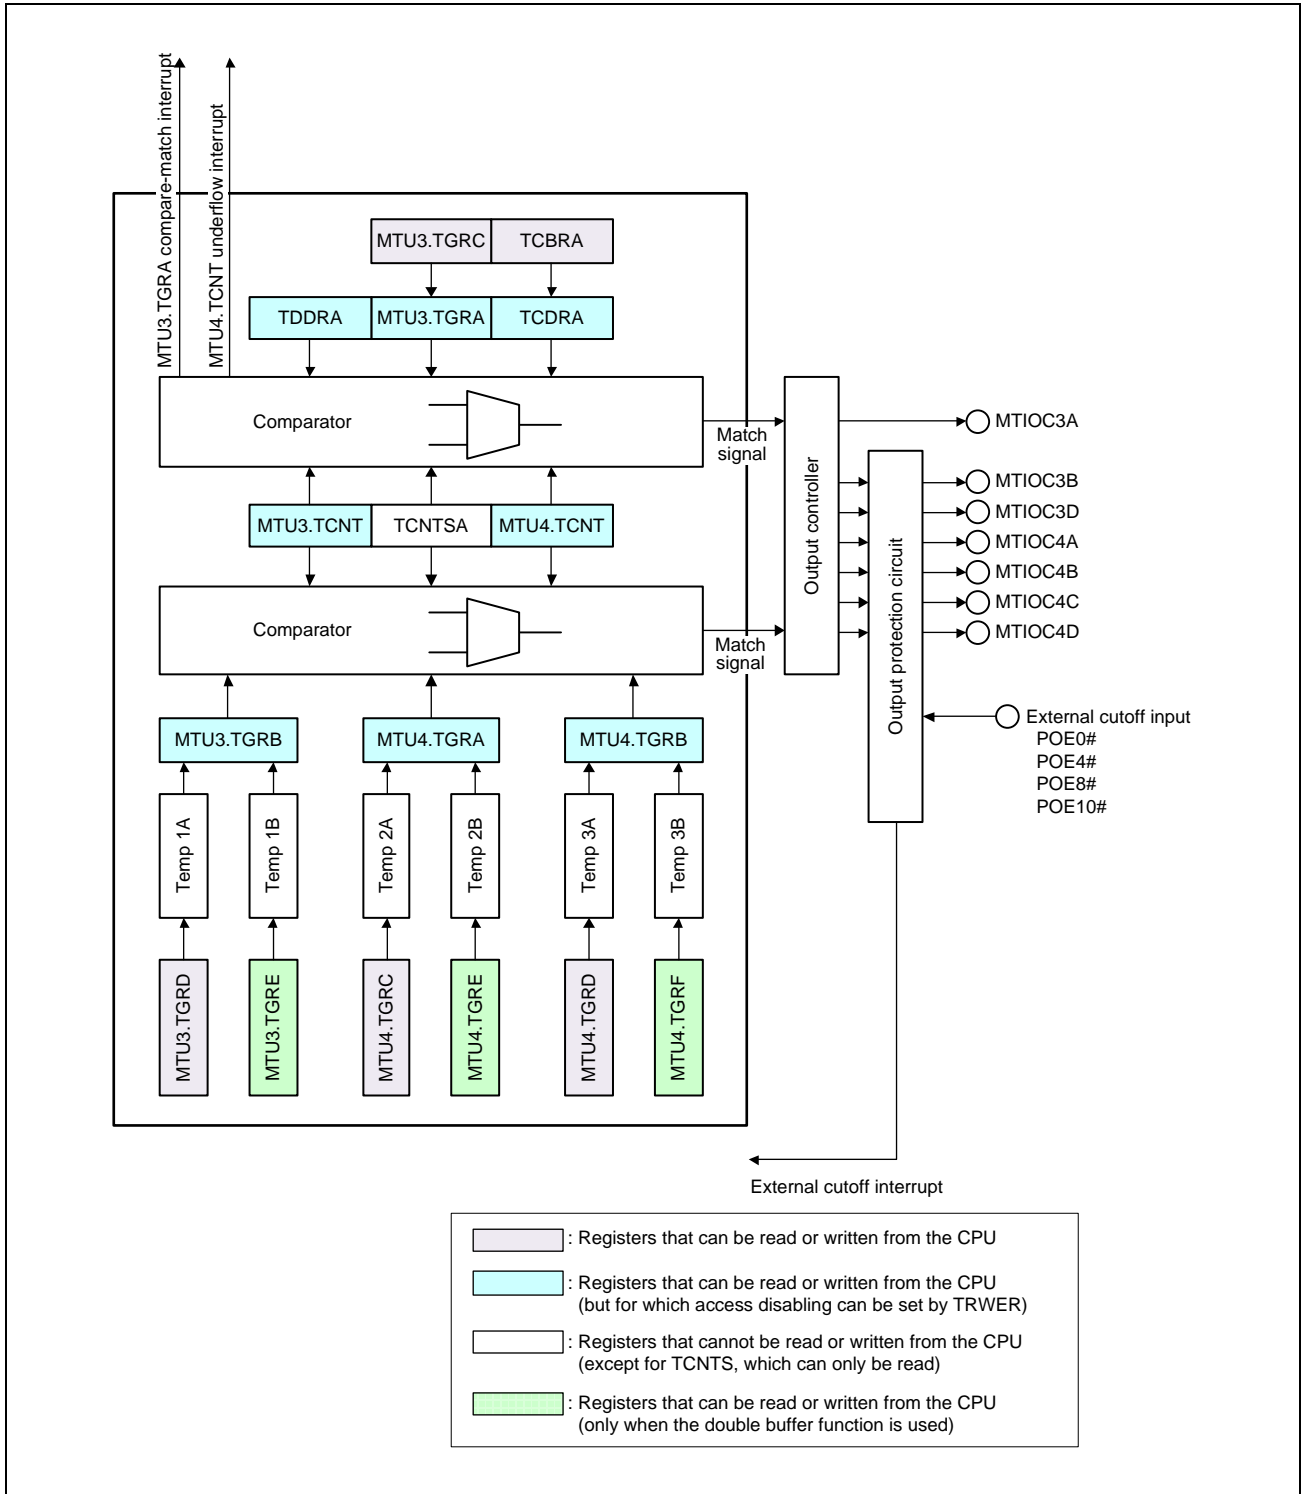 MTU3.TGRA compare-match interrupt
MTU4.TCNT underflow interrupt
MTU3.TGRC
TCBRA
TDDRA
MTU3.TGRA
TCDRA
Comparator
Match
signal
MTU3.TCNT
TCNTSA
MTU4.TCNT
Comparator
Match
signal
Output controller
Output protection circuit
MTIOC3A
MTIOC3B
MTIOC3D
MTIOC4A
MTIOC4B
MTIOC4C
MTIOC4D
External cutoff input
POE0#
POE4#
POE8#
POE10#
MTU3.TGRB
MTU4.TGRA
MTU4.TGRB
Temp 1A
Temp 1B
Temp 2A
Temp 2B
Temp 3A
Temp 3B
MTU3.TGRD
MTU3.TGRE
MTU4.TGRC
MTU4.TGRE
MTU4.TGRD
MTU4.TGRF
External cutoff interrupt
: Registers that can be read or written from the CPU
: Registers that can be read or written from the CPU
(but for which access disabling can be set by TRWER)
: Registers that cannot be read or written from the CPU
(except for TCNTS, which can only be read)
: Registers that can be read or written from the CPU
(only when the double buffer function is used)